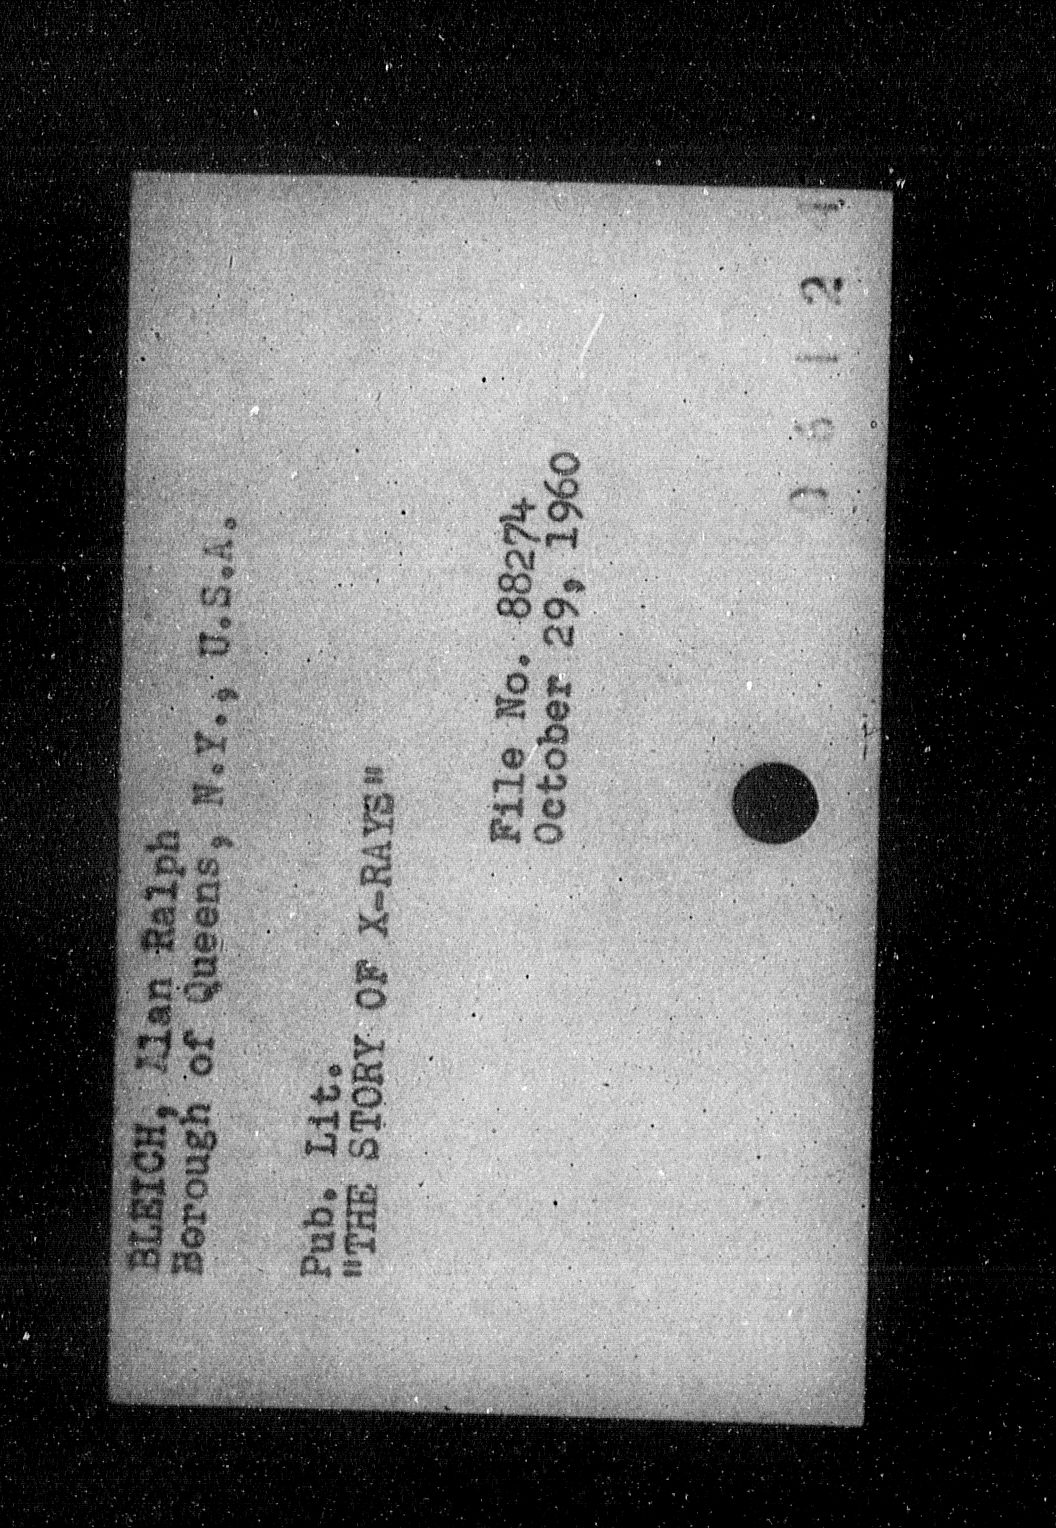 BLEICH, Alan Ralph
Borough of Queens, N.Y., U.S.A.
Pub. Lit.
"THE STORY OF X-RAYS"
File No. 88274
October 29, 1960